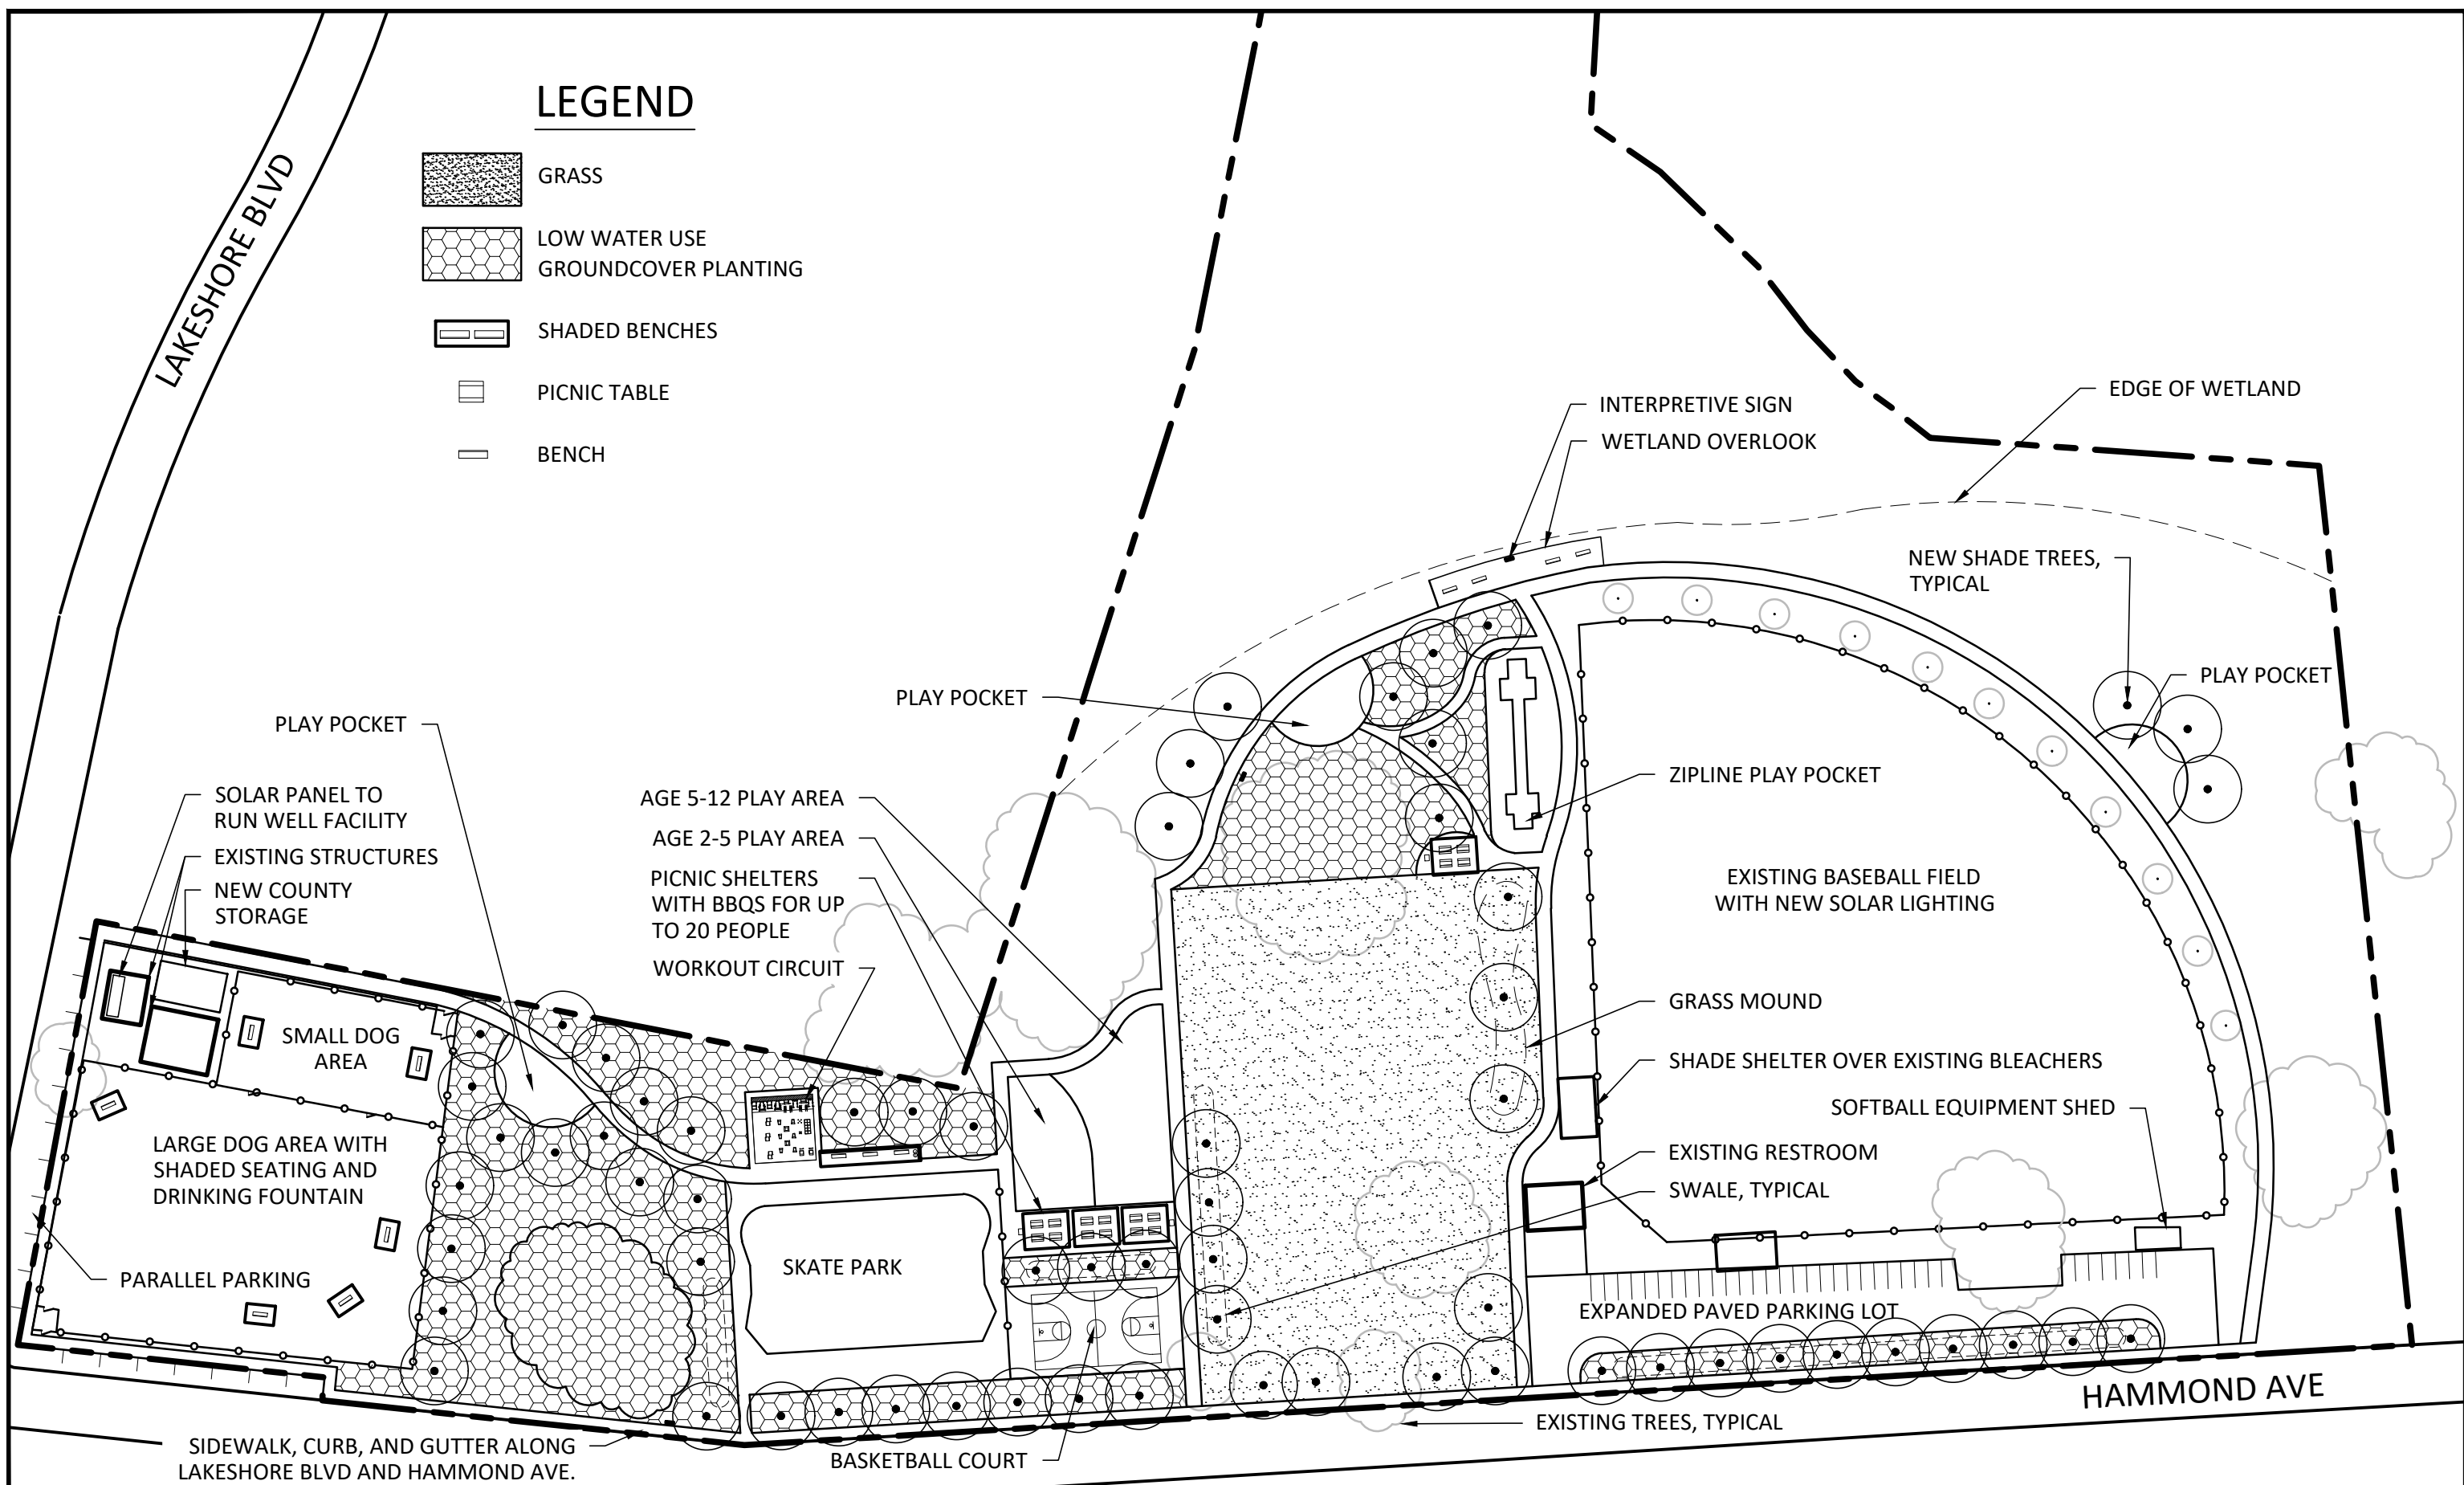 LEGEND
GRASS
LOW WATER USE
GROUNDCOVER PLANTING
SHADED BENCHES
PICNIC TABLE
BENCH
LAKESHORE BLVD
INTERPRETIVE SIGN
WETLAND OVERLOOK
EDGE OF WETLAND
NEW SHADE TREES,
TYPICAL
PLAY POCKET
PLAY POCKET
PLAY POCKET
SOLAR PANEL TO
RUN WELL FACILITY
EXISTING STRUCTURES
NEW COUNTY
STORAGE
AGE 5-12 PLAY AREA
AGE 2-5 PLAY AREA
PICNIC SHELTERS
WITH BBQS FOR UP
TO 20 PEOPLE
WORKOUT CIRCUIT
ZIPLINE PLAY POCKET
EXISTING BASEBALL FIELD
WITH NEW SOLAR LIGHTING
GRASS MOUND
SHADE SHELTER OVER EXISTING BLEACHERS
SOFTBALL EQUIPMENT SHED
EXISTING RESTROOM
SWALE, TYPICAL
SMALL DOG
AREA
LARGE DOG AREA WITH
SHADED SEATING AND
DRINKING FOUNTAIN
PARALLEL PARKING
SKATE PARK
EXPANDED PAVED PARKING LOT
HAMMOND AVE
EXISTING TREES, TYPICAL
BASKETBALL COURT
SIDEWALK, CURB, AND GUTTER ALONG
LAKESHORE BLVD AND HAMMOND AVE.